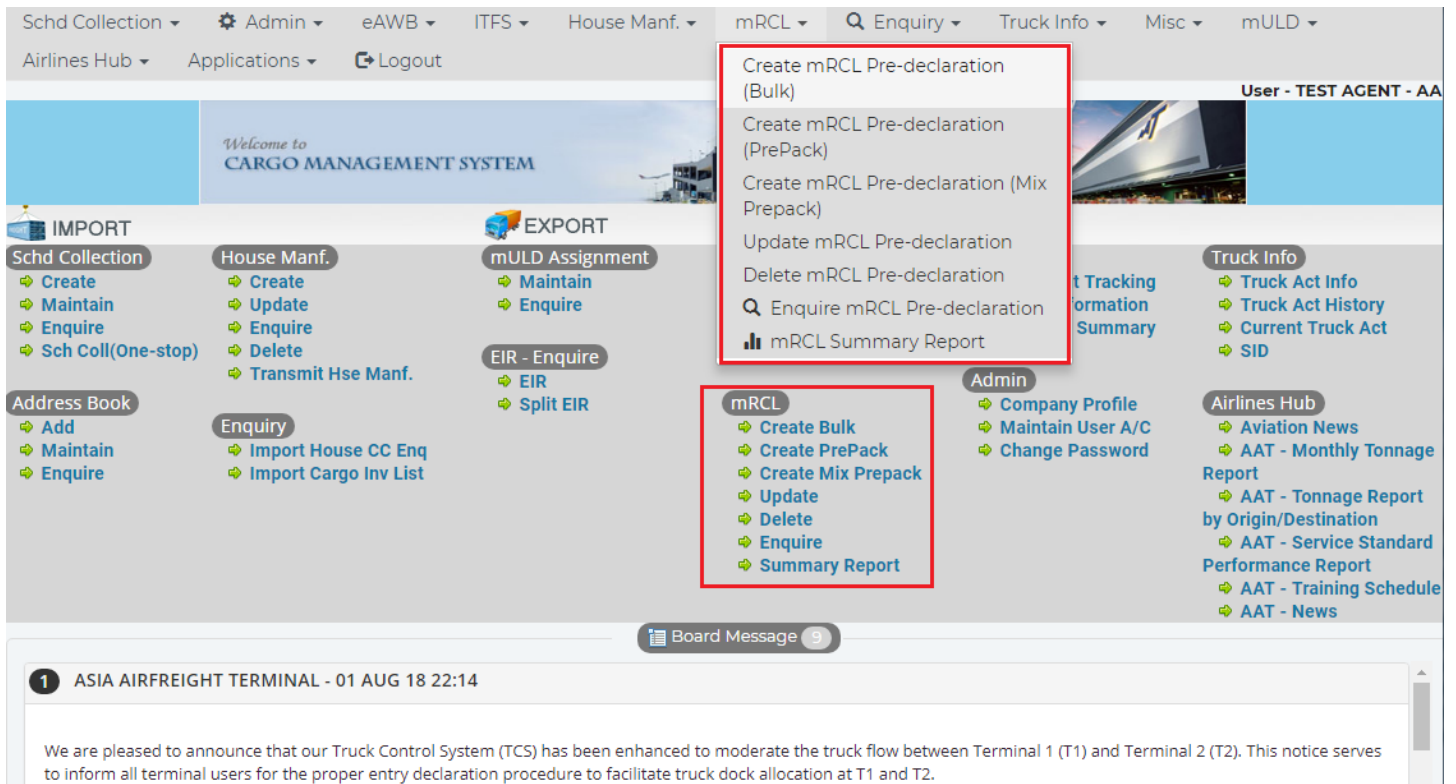 Schd Collection Admin eAWB ITFS House Manf. mRCL Enquiry Truck Info Misc mULD
Airlines Hub Applications Logout
Create mRCL Pre-declaration
(Bulk)
Create mRCL Pre-declaration
(PrePack)
Create mRCL Pre-declaration (Mix
Prepack)
Update mRCL Pre-declaration
Delete mRCL Pre-declaration
Enquire mRCL Pre-declaration
mRCL Summary Report
User - TEST AGENT - AA
Welcome to
CARGO MANAGEMENT SYSTEM
IMPORT
EXPORT
Schd Collection
Create
Maintain
Enquire
Sch Coll(One-stop)
Address Book
Add
Maintain
Enquire
House Manf.
Create
Update
Enquire
Delete
Transmit Hse Manf.
Enquiry
Import House CC Enq
Import Cargo Inv List
mULD Assignment
Maintain
Enquire
EIR - Enquire
EIR
Split EIR
mRCL
Create Bulk
Create PrePack
Create Mix Prepack
Update
Delete
Enquire
Summary Report
t Tracking
formation
Summary
Admin
Company Profile
Maintain User A/C
Change Password
Truck Info
Truck Act Info
Truck Act History
Current Truck Act
SID
Airlines Hub
Aviation News
AAT - Monthly Tonnage
Report
AAT - Tonnage Report
by Origin/Destination
AAT - Service Standard
Performance Report
AAT - Training Schedule
AAT - News
Board Message 9
1 ASIA AIRFREIGHT TERMINAL - 01 AUG 18 22:14
We are pleased to announce that our Truck Control System (TCS) has been enhanced to moderate the truck flow between Terminal 1 (T1) and Terminal 2 (T2). This notice serves
to inform all terminal users for the proper entry declaration procedure to facilitate truck dock allocation at T1 and T2.